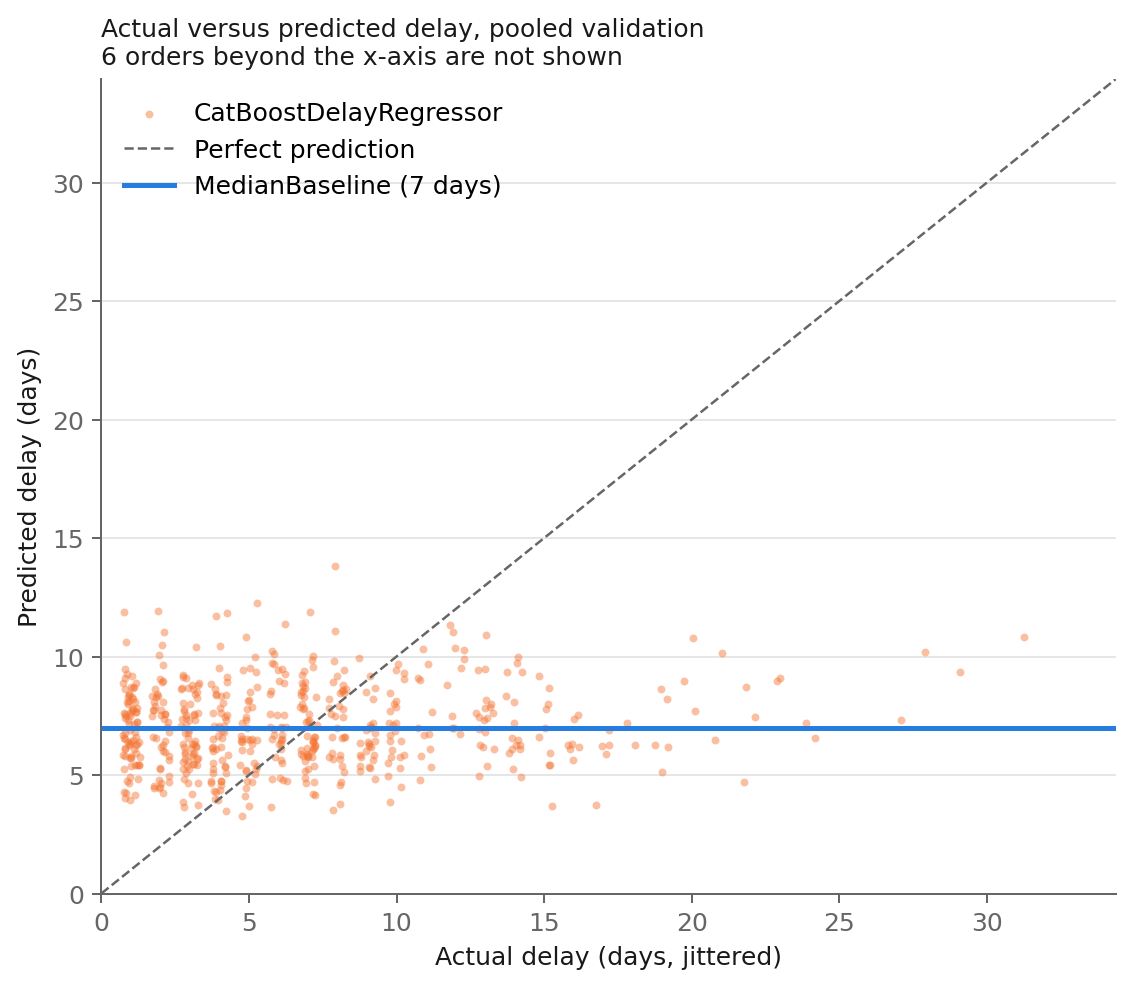 Actual versus predicted delay, pooled validation
6 orders beyond the x-axis are not shown
CatBoostDelayRegressor
Perfect prediction
MedianBaseline (7 days)
Predicted delay (days)
30
25
20
15
10
5
0
0 5 10 15 20 25 30
Actual delay (days, jittered)